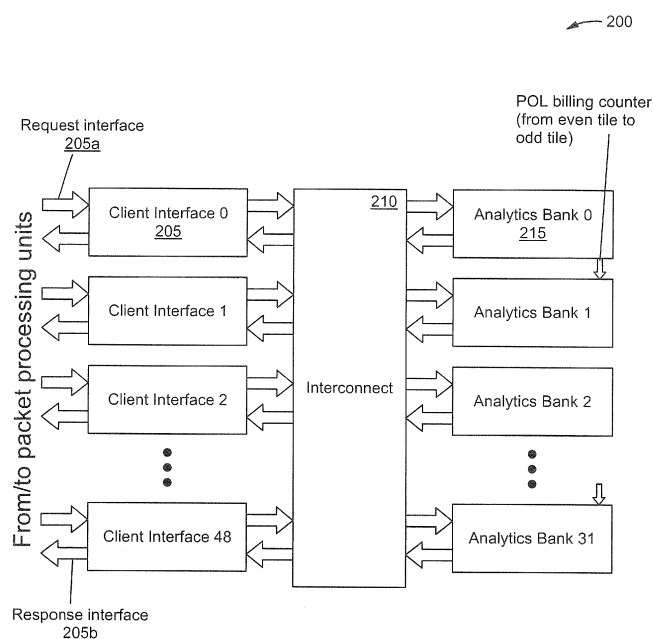 200
POL billing counter
(from even tile to
odd tile)
Request interface
205a
From/to packet processing units
Client Interface 0
205
210
Analytics Bank 0
215
Client Interface 1
Analytics Bank 1
Client Interface 2
Interconnect
Analytics Bank 2
Client Interface 48
Analytics Bank 31
Response interface
205b